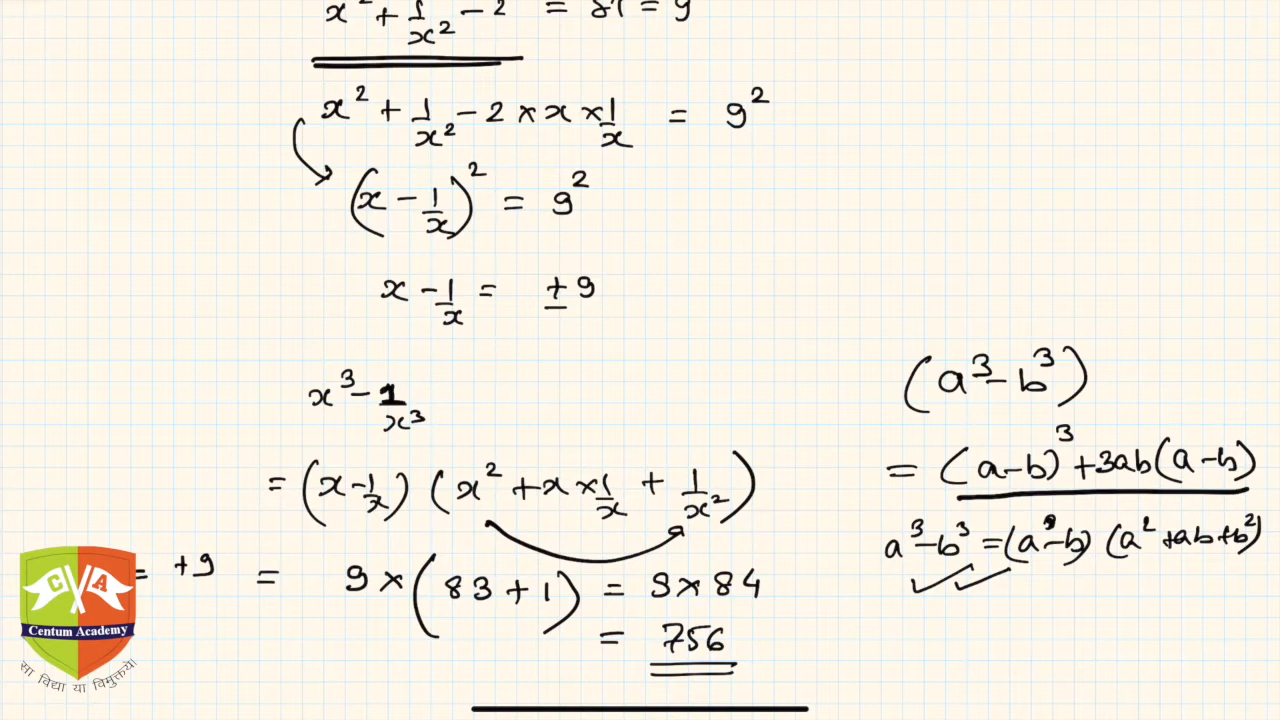 x² + 1/x² - 2 = 81 = 9
x² + 1/x² - 2 × x × 1/x = 9²
(x - 1/x)² = 9²
x - 1/x = ±9
x³ - 1/x³
(a³ - b³)
= (x - 1/x) (x² + x × 1/x + 1/x²)
= (a-b)³ + 3ab(a-b)
a³ - b³ = (a - b) (a² + ab + b²)
= +9
= 9 × (83 + 1) = 9 × 84
= 756
C A
Centum Academy
सा विद्या या विमुक्तये